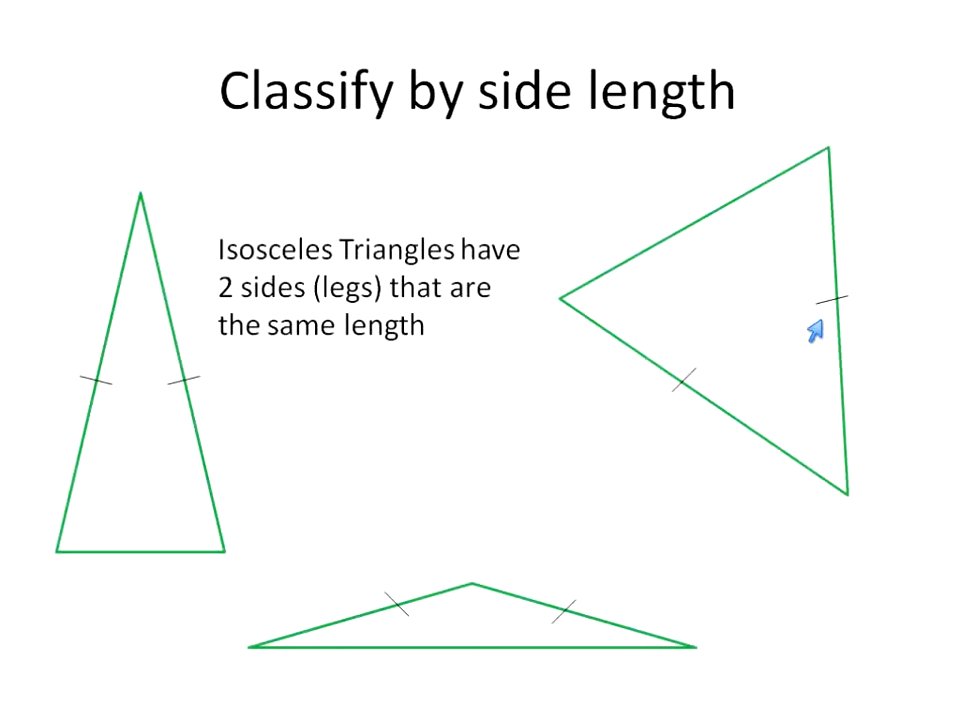 Classify by side length
Isosceles Triangles have
2 sides (legs) that are
the same length